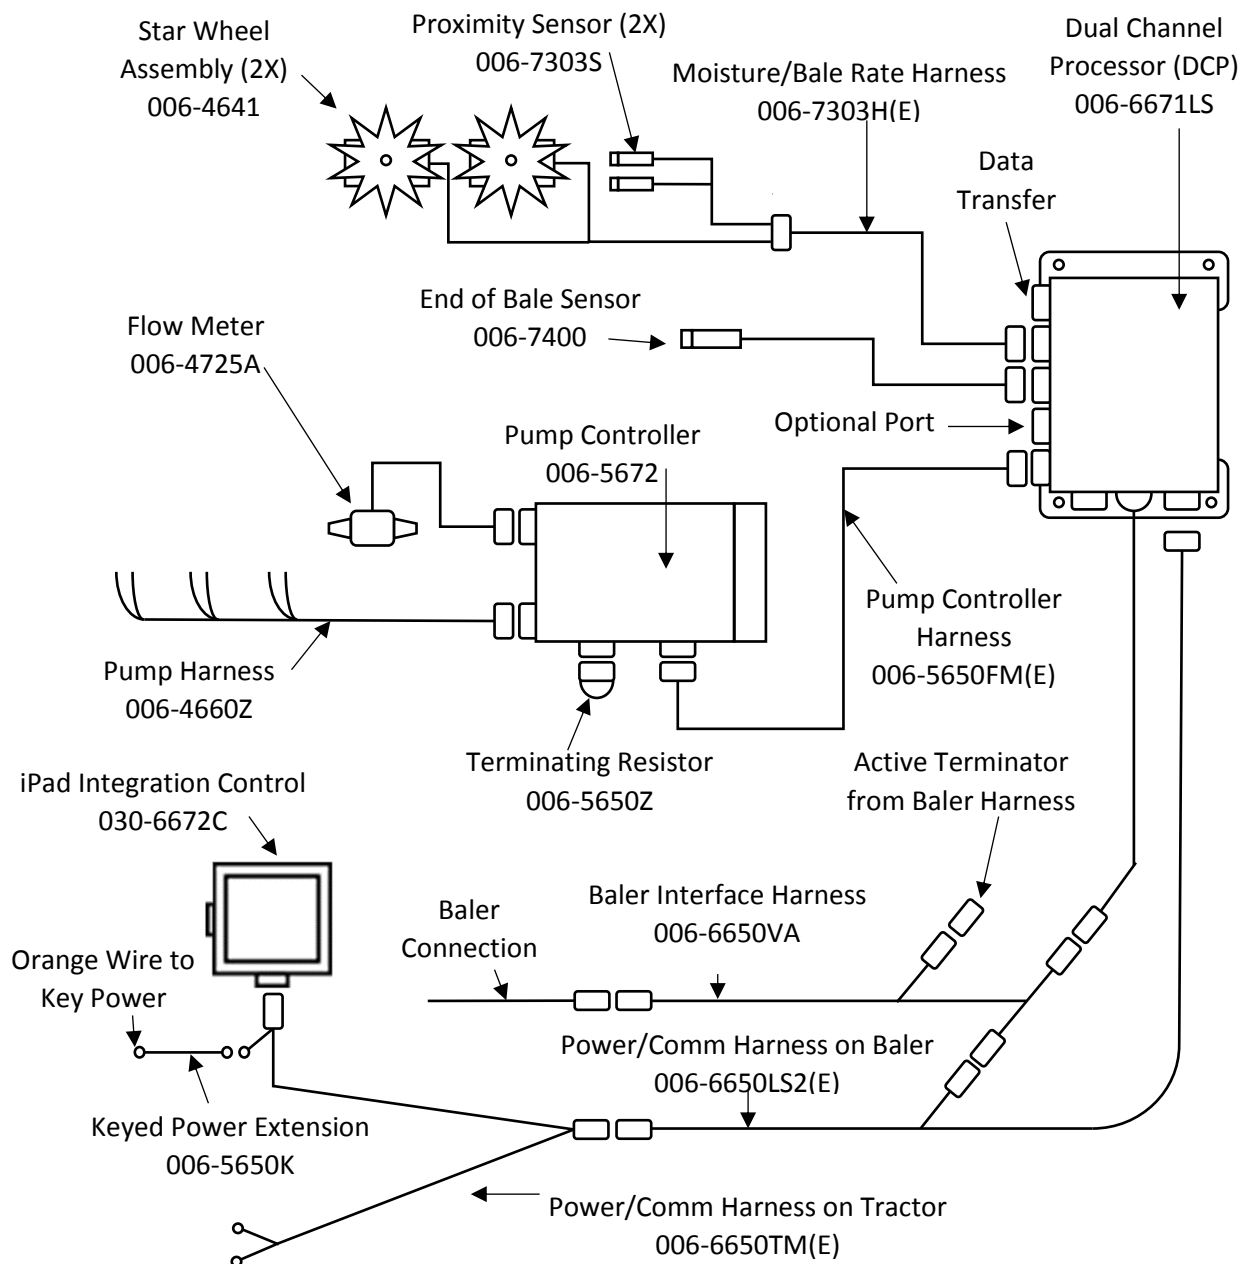 Star Wheel
Assembly (2X)
006-4641
Proximity Sensor (2X)
006-7303S
Moisture/Bale Rate Harness
006-7303H(E)
Dual Channel
Processor (DCP)
006-6671LS
Data
Transfer
End of Bale Sensor
006-7400
Flow Meter
006-4725A
Optional Port
Pump Controller
006-5672
Pump Controller
Harness
006-5650FM(E)
Pump Harness
006-4660Z
Terminating Resistor
006-5650Z
Active Terminator
from Baler Harness
iPad Integration Control
030-6672C
Baler Interface Harness
006-6650VA
Baler
Connection
Orange Wire to
Key Power
Power/Comm Harness on Baler
006-6650LS2(E)
Keyed Power Extension
006-5650K
Power/Comm Harness on Tractor
006-6650TM(E)